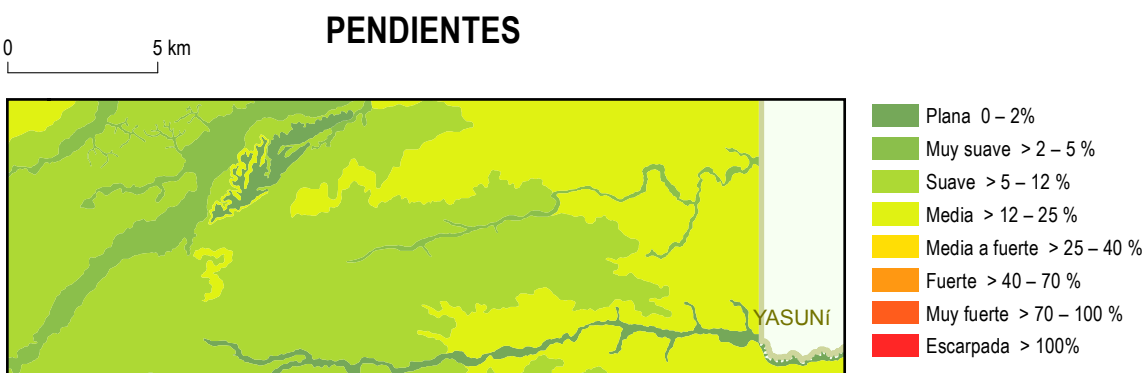 PENDIENTES
0 5 km
Plana 0 – 2%
Muy suave > 2 – 5 %
Suave > 5 – 12 %
Media > 12 – 25 %
Media a fuerte > 25 – 40 %
Fuerte > 40 – 70 %
Muy fuerte > 70 – 100 %
Escarpada > 100%
YASUNí